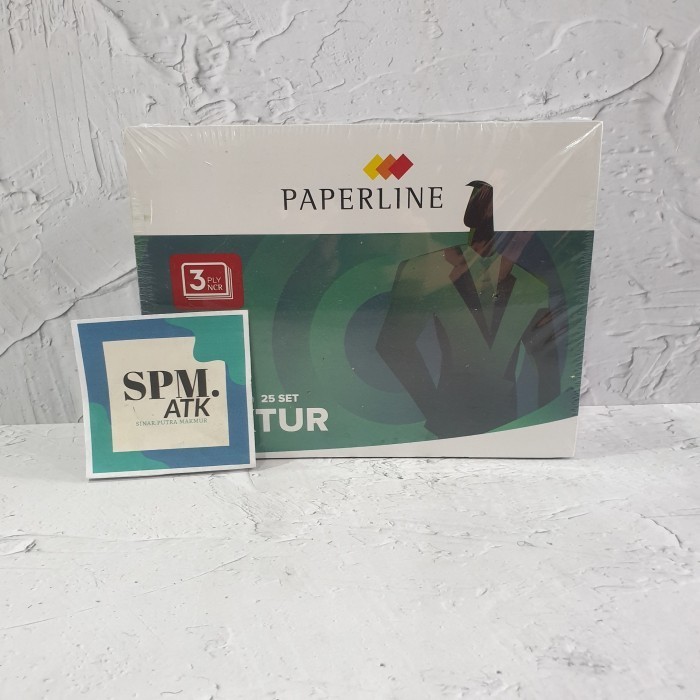 PAPERLINE
3 PLY
NCR
25 SET
TUR
SPM.
ATK
SINAR PUTRA MAKMUR